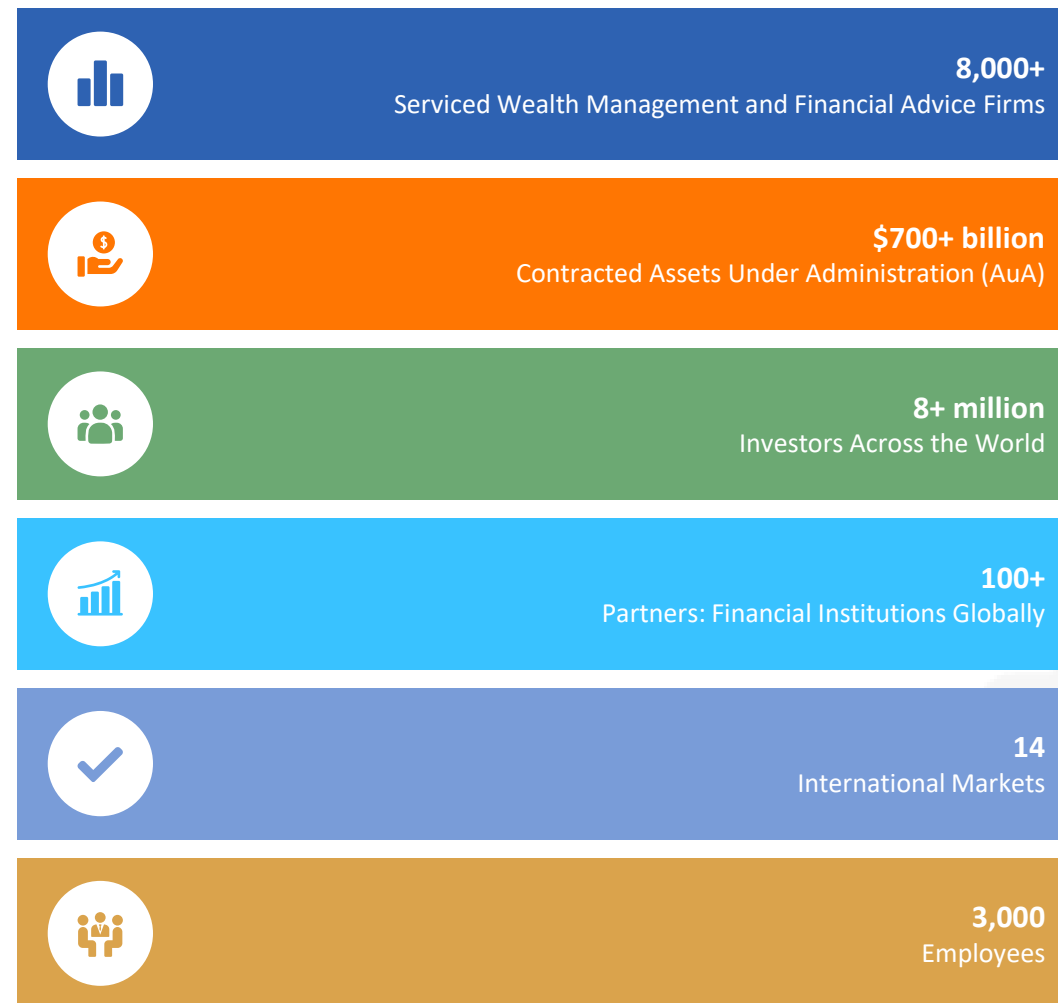 8,000+
Serviced Wealth Management and Financial Advice Firms
$700+ billion
Contracted Assets Under Administration (AuA)
8+ million
Investors Across the World
100+
Partners: Financial Institutions Globally
14
International Markets
3,000
Employees